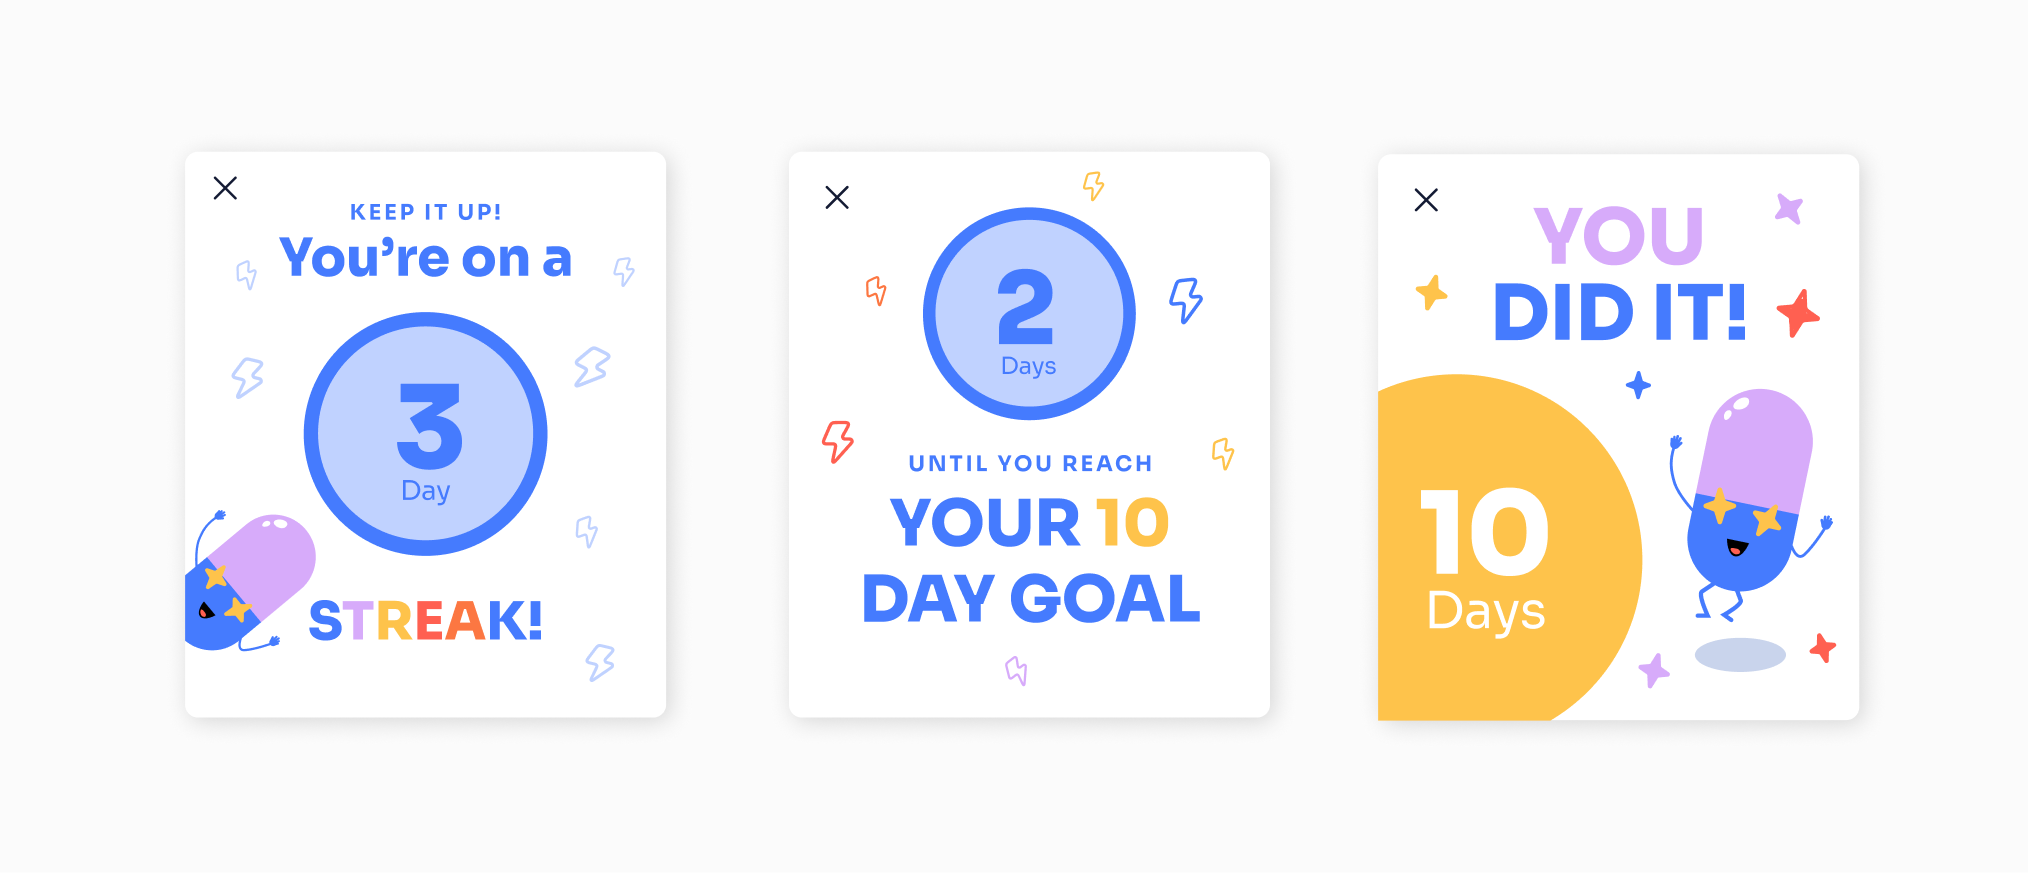 KEEP IT UP!
You’re on a
3
Day
STREAK!
2
Days
UNTIL YOU REACH
YOUR 10
DAY GOAL
YOU
DID IT!
10
Days